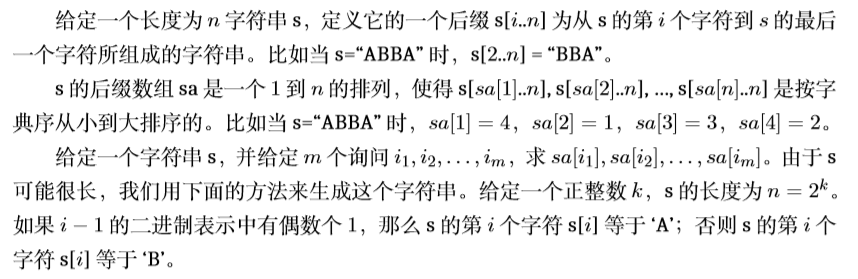 给定一个长度为 n 字符串 s，定义它的一个后缀 s[i..n] 为从 s 的第 i 个字符到 s 的最后
一个字符所组成的字符串。比如当 s=“ABBA” 时，s[2..n] = “BBA”。
s 的后缀数组 sa 是一个 1 到 n 的排列，使得 s[sa[1]..n], s[sa[2]..n], ..., s[sa[n]..n] 是按字
典序从小到大排序的。比如当 s=“ABBA” 时，sa[1] = 4，sa[2] = 1，sa[3] = 3，sa[4] = 2。
给定一个字符串 s，并给定 m 个询问 i₁, i₂, . . . , iₘ，求 sa[i₁], sa[i₂], . . . , sa[iₘ]。由于 s
可能很长，我们用下面的方法来生成这个字符串。给定一个正整数 k，s 的长度为 n = 2ᵏ。
如果 i − 1 的二进制表示中有偶数个 1，那么 s 的第 i 个字符 s[i] 等于 ‘A’；否则 s 的第 i 个
字符 s[i] 等于 ‘B’。